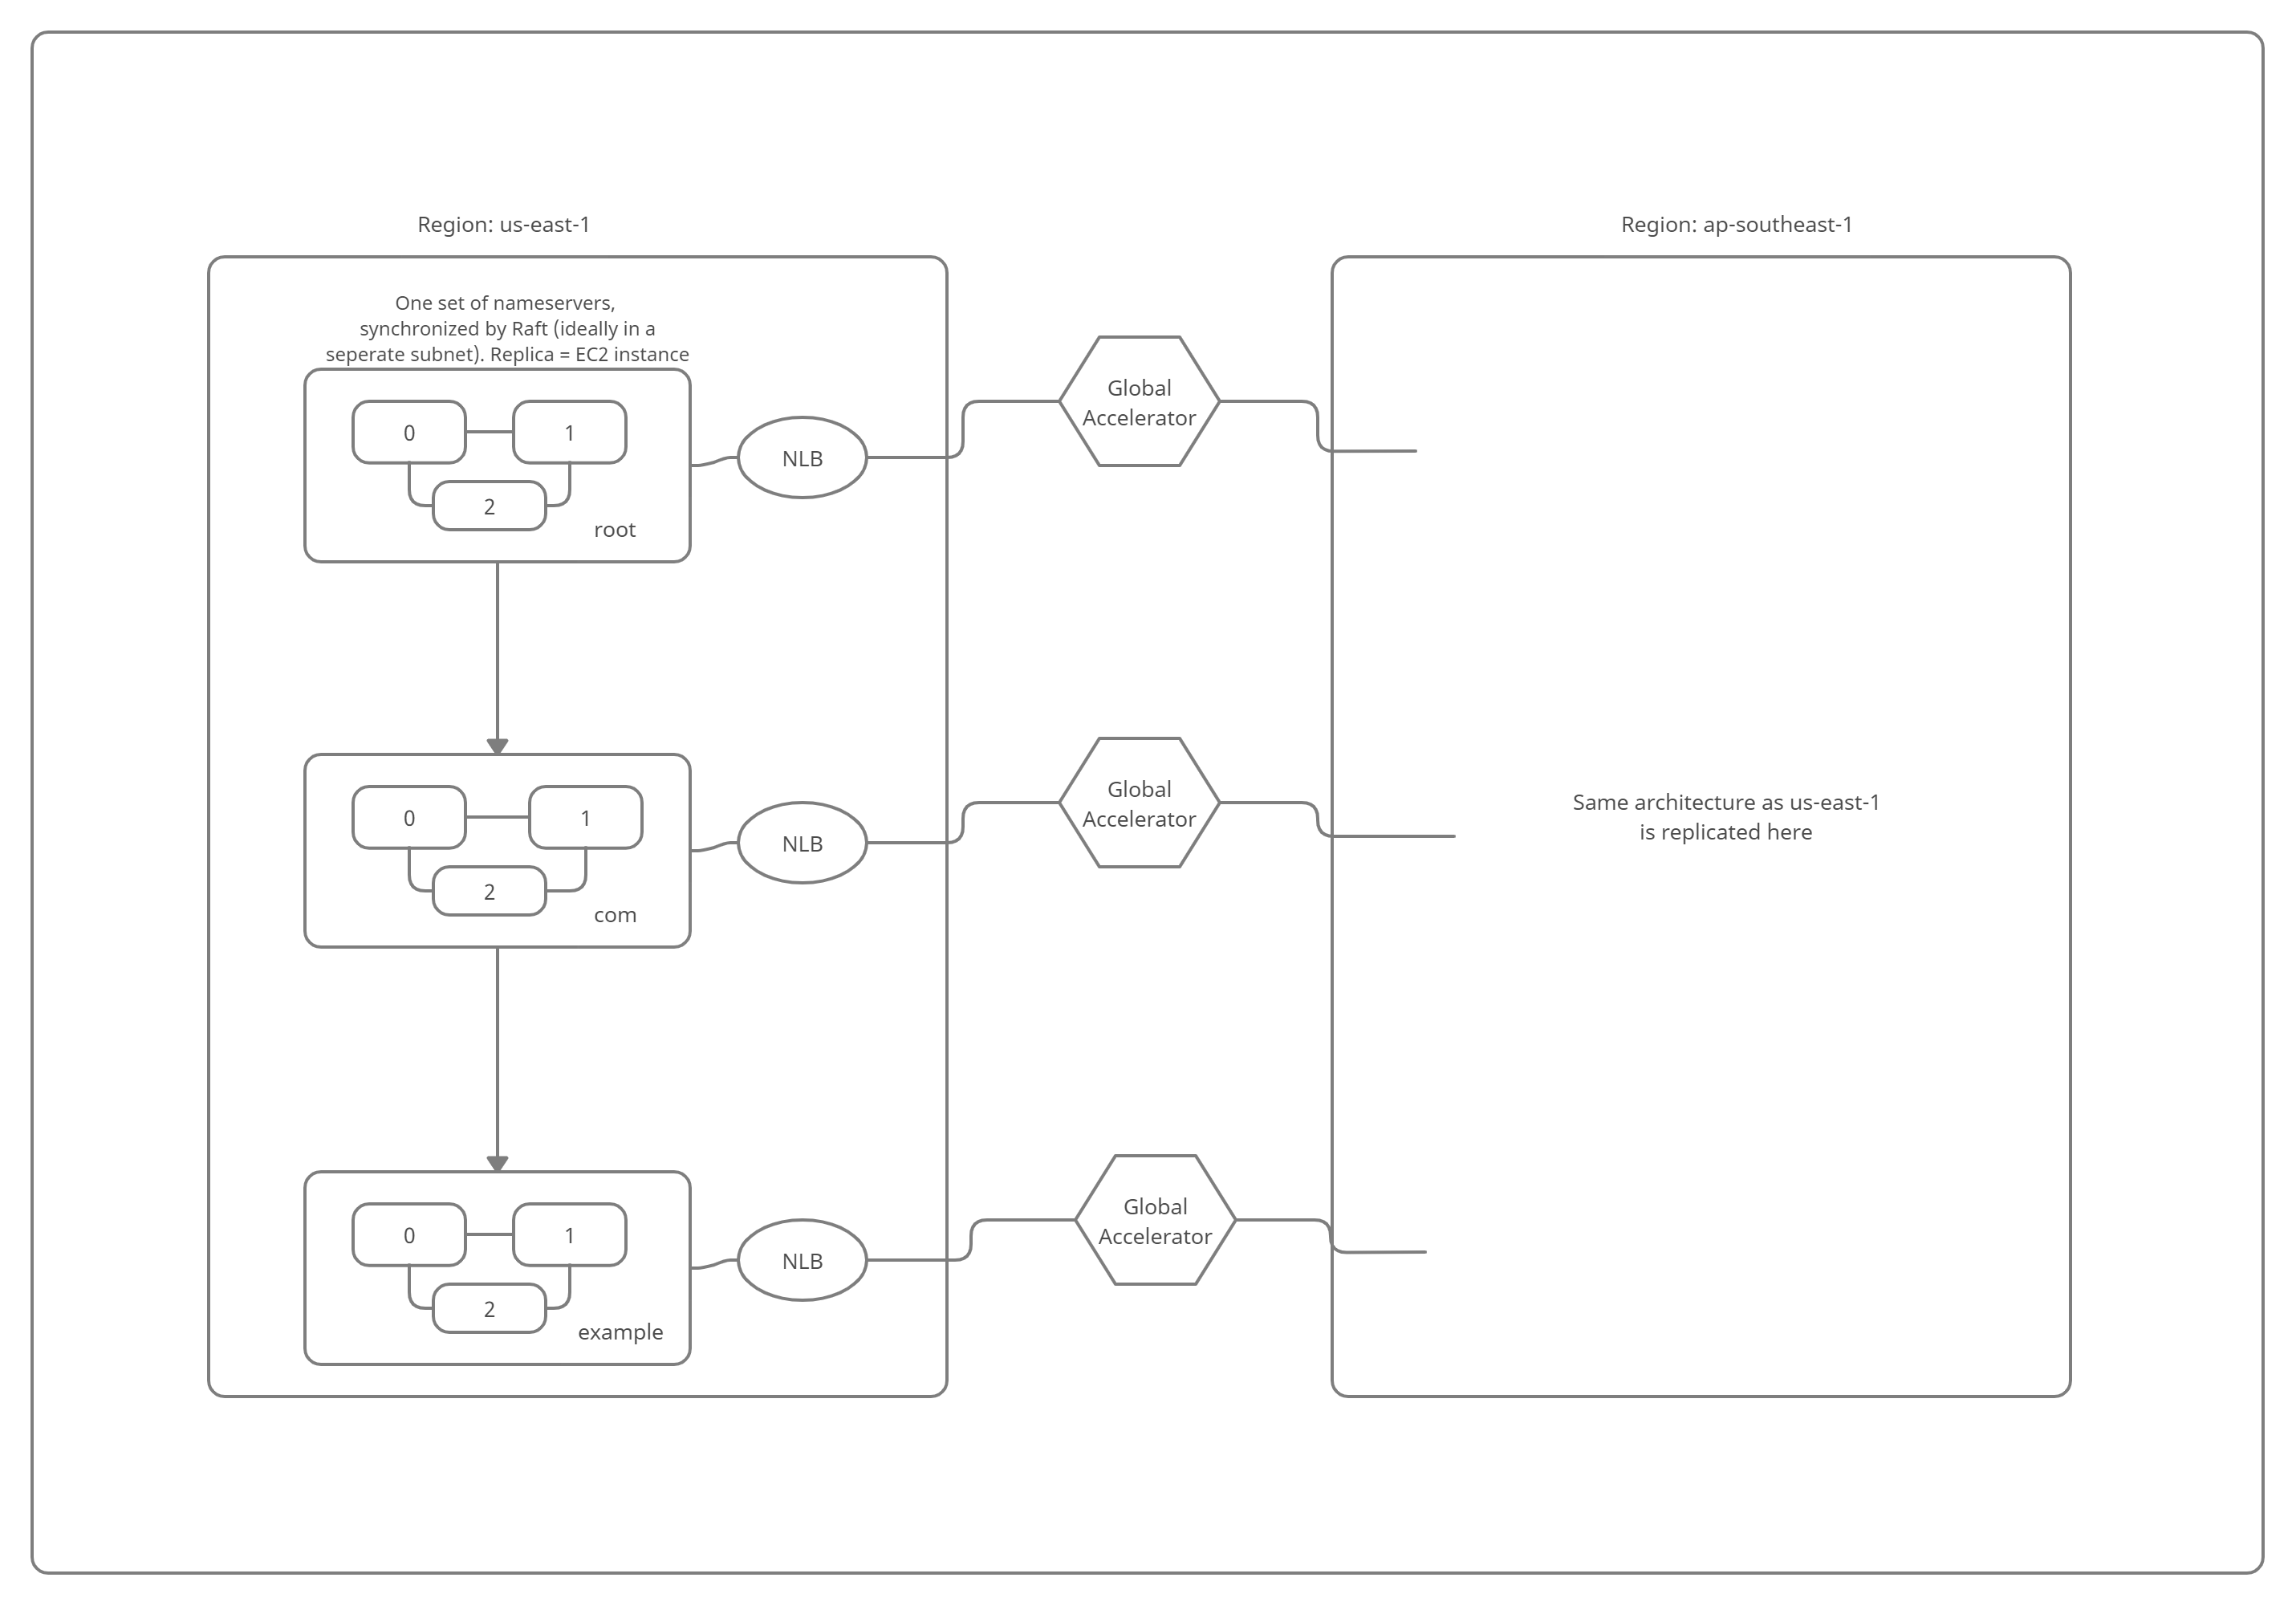 Region: us-east-1
Region: ap-southeast-1
One set of nameservers,
synchronized by Raft (ideally in a
seperate subnet). Replica = EC2 instance
0
1
2
root
NLB
Global
Accelerator
0
1
2
com
NLB
Global
Accelerator
Same architecture as us-east-1
is replicated here
0
1
2
example
NLB
Global
Accelerator